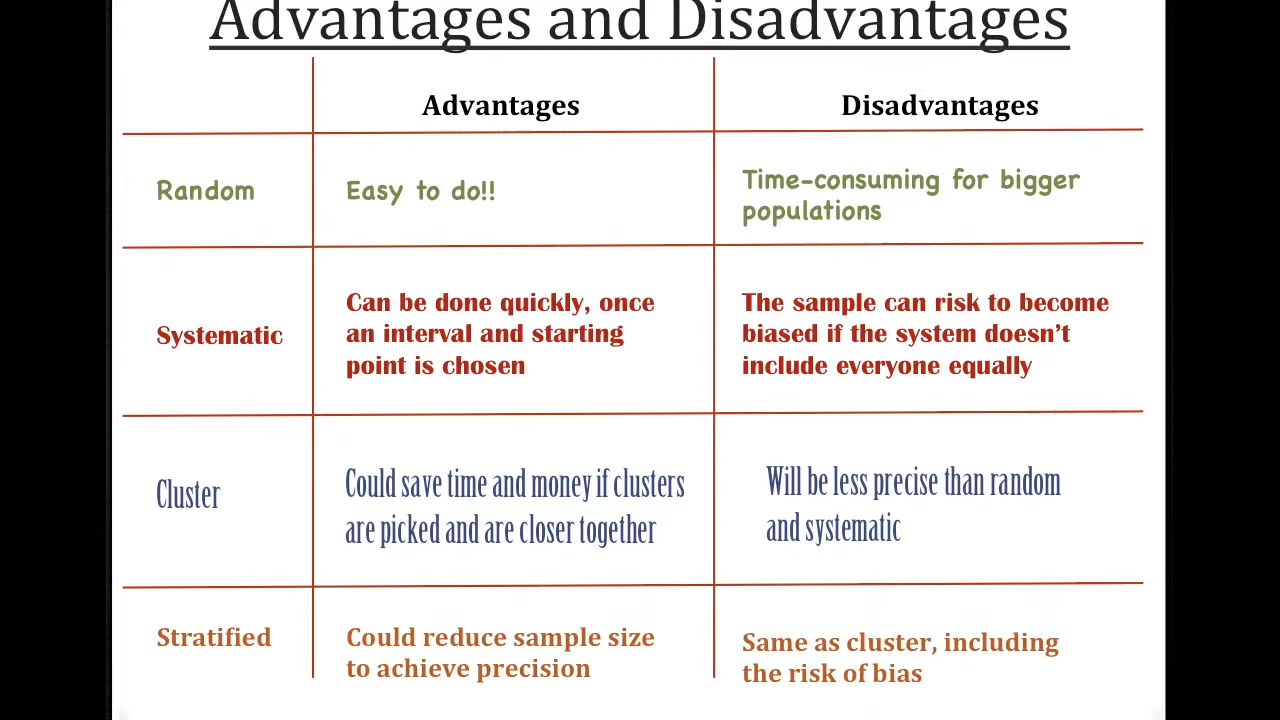 Advantages and Disadvantages
Advantages
Disadvantages
Random
Easy to do!!
Time-consuming for bigger
populations
Systematic
Can be done quickly, once
an interval and starting
point is chosen
The sample can risk to become
biased if the system doesn’t
include everyone equally
Cluster
Could save time and money if clusters
are picked and are closer together
Will be less precise than random
and systematic
Stratified
Could reduce sample size
to achieve precision
Same as cluster, including
the risk of bias